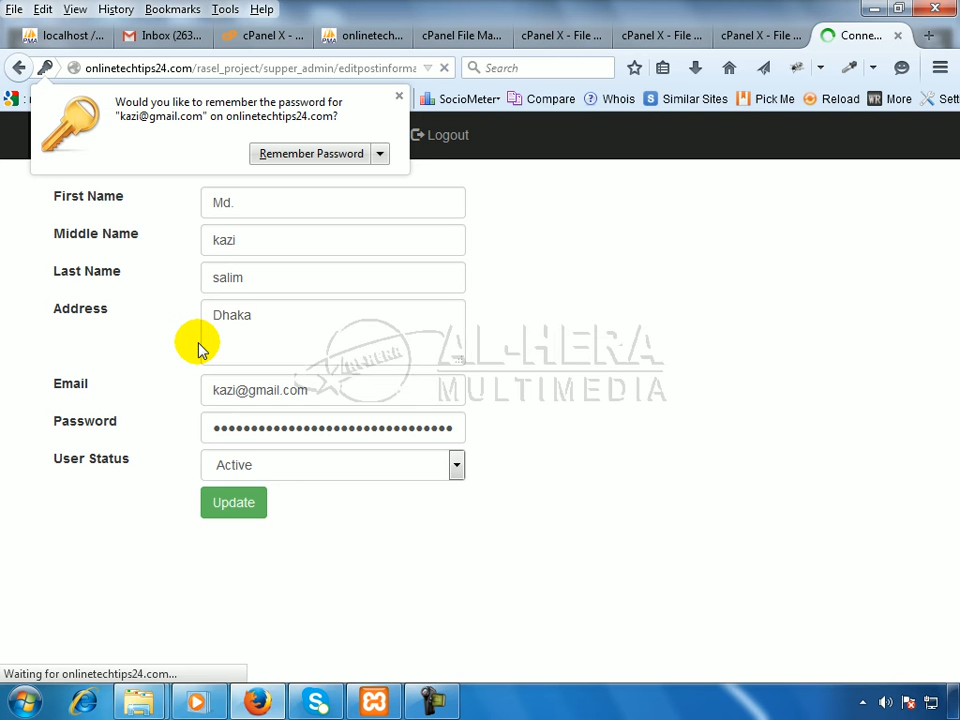 File Edit View History Bookmarks Tools Help
localhost /...
Inbox (263...
cPanel X - ...
onlinetech...
cPanel File Ma...
cPanel X - File ...
cPanel X - File ...
cPanel X - File ...
Conne...
onlinetechtips24.com/rasel_project/supper_admin/editpostinforma
Search
SocioMeter
Compare
Whois
Similar Sites
Pick Me
Reload
More
Sett
Would you like to remember the password for
"kazi@gmail.com" on onlinetechtips24.com?
Remember Password
Logout
First Name
Md.
Middle Name
kazi
Last Name
salim
Address
Dhaka
AL-HERA
MULTIMEDIA
AL-HERA
Email
kazi@gmail.com
Password
User Status
Active
Update
Waiting for onlinetechtips24.com...